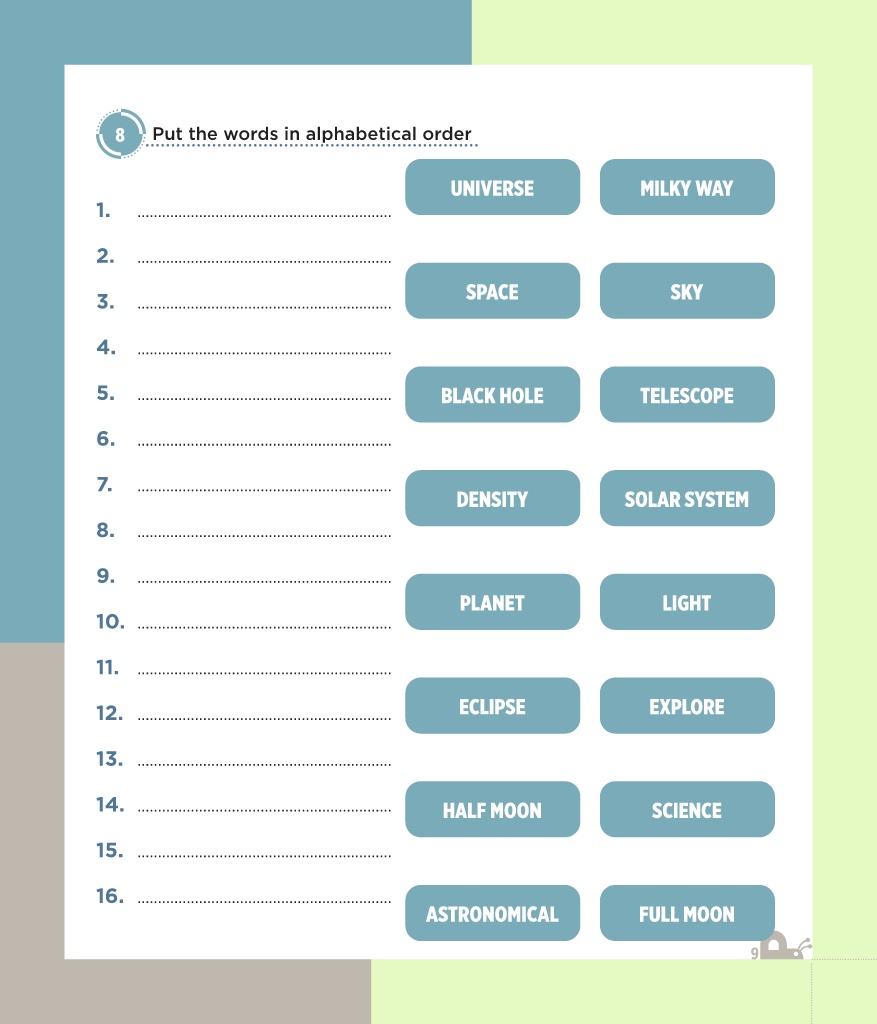 8
Put the words in alphabetical order
1. ............................................................
2. ............................................................
3. ............................................................
4. ............................................................
5. ............................................................
6. ............................................................
7. ............................................................
8. ............................................................
9. ............................................................
10. ............................................................
11. ............................................................
12. ............................................................
13. ............................................................
14. ............................................................
15. ............................................................
16. ............................................................
UNIVERSE
MILKY WAY
SPACE
SKY
BLACK HOLE
TELESCOPE
DENSITY
SOLAR SYSTEM
PLANET
LIGHT
ECLIPSE
EXPLORE
HALF MOON
SCIENCE
ASTRONOMICAL
FULL MOON
9